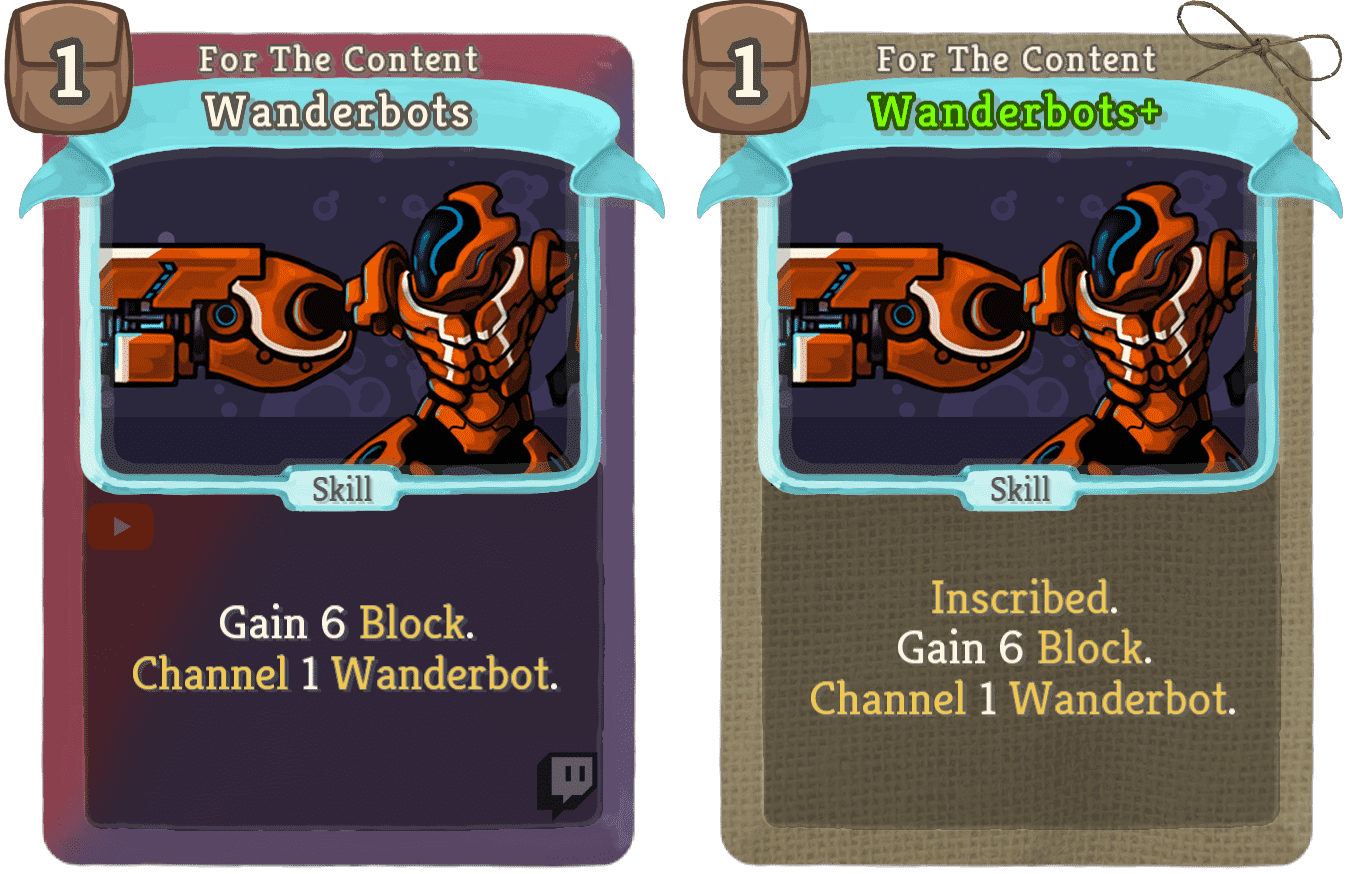 1
For The Content
Wanderbots
Skill
Gain 6 Block.
Channel 1 Wanderbot.
1
For The Content
Wanderbots+
Skill
Inscribed.
Gain 6 Block.
Channel 1 Wanderbot.